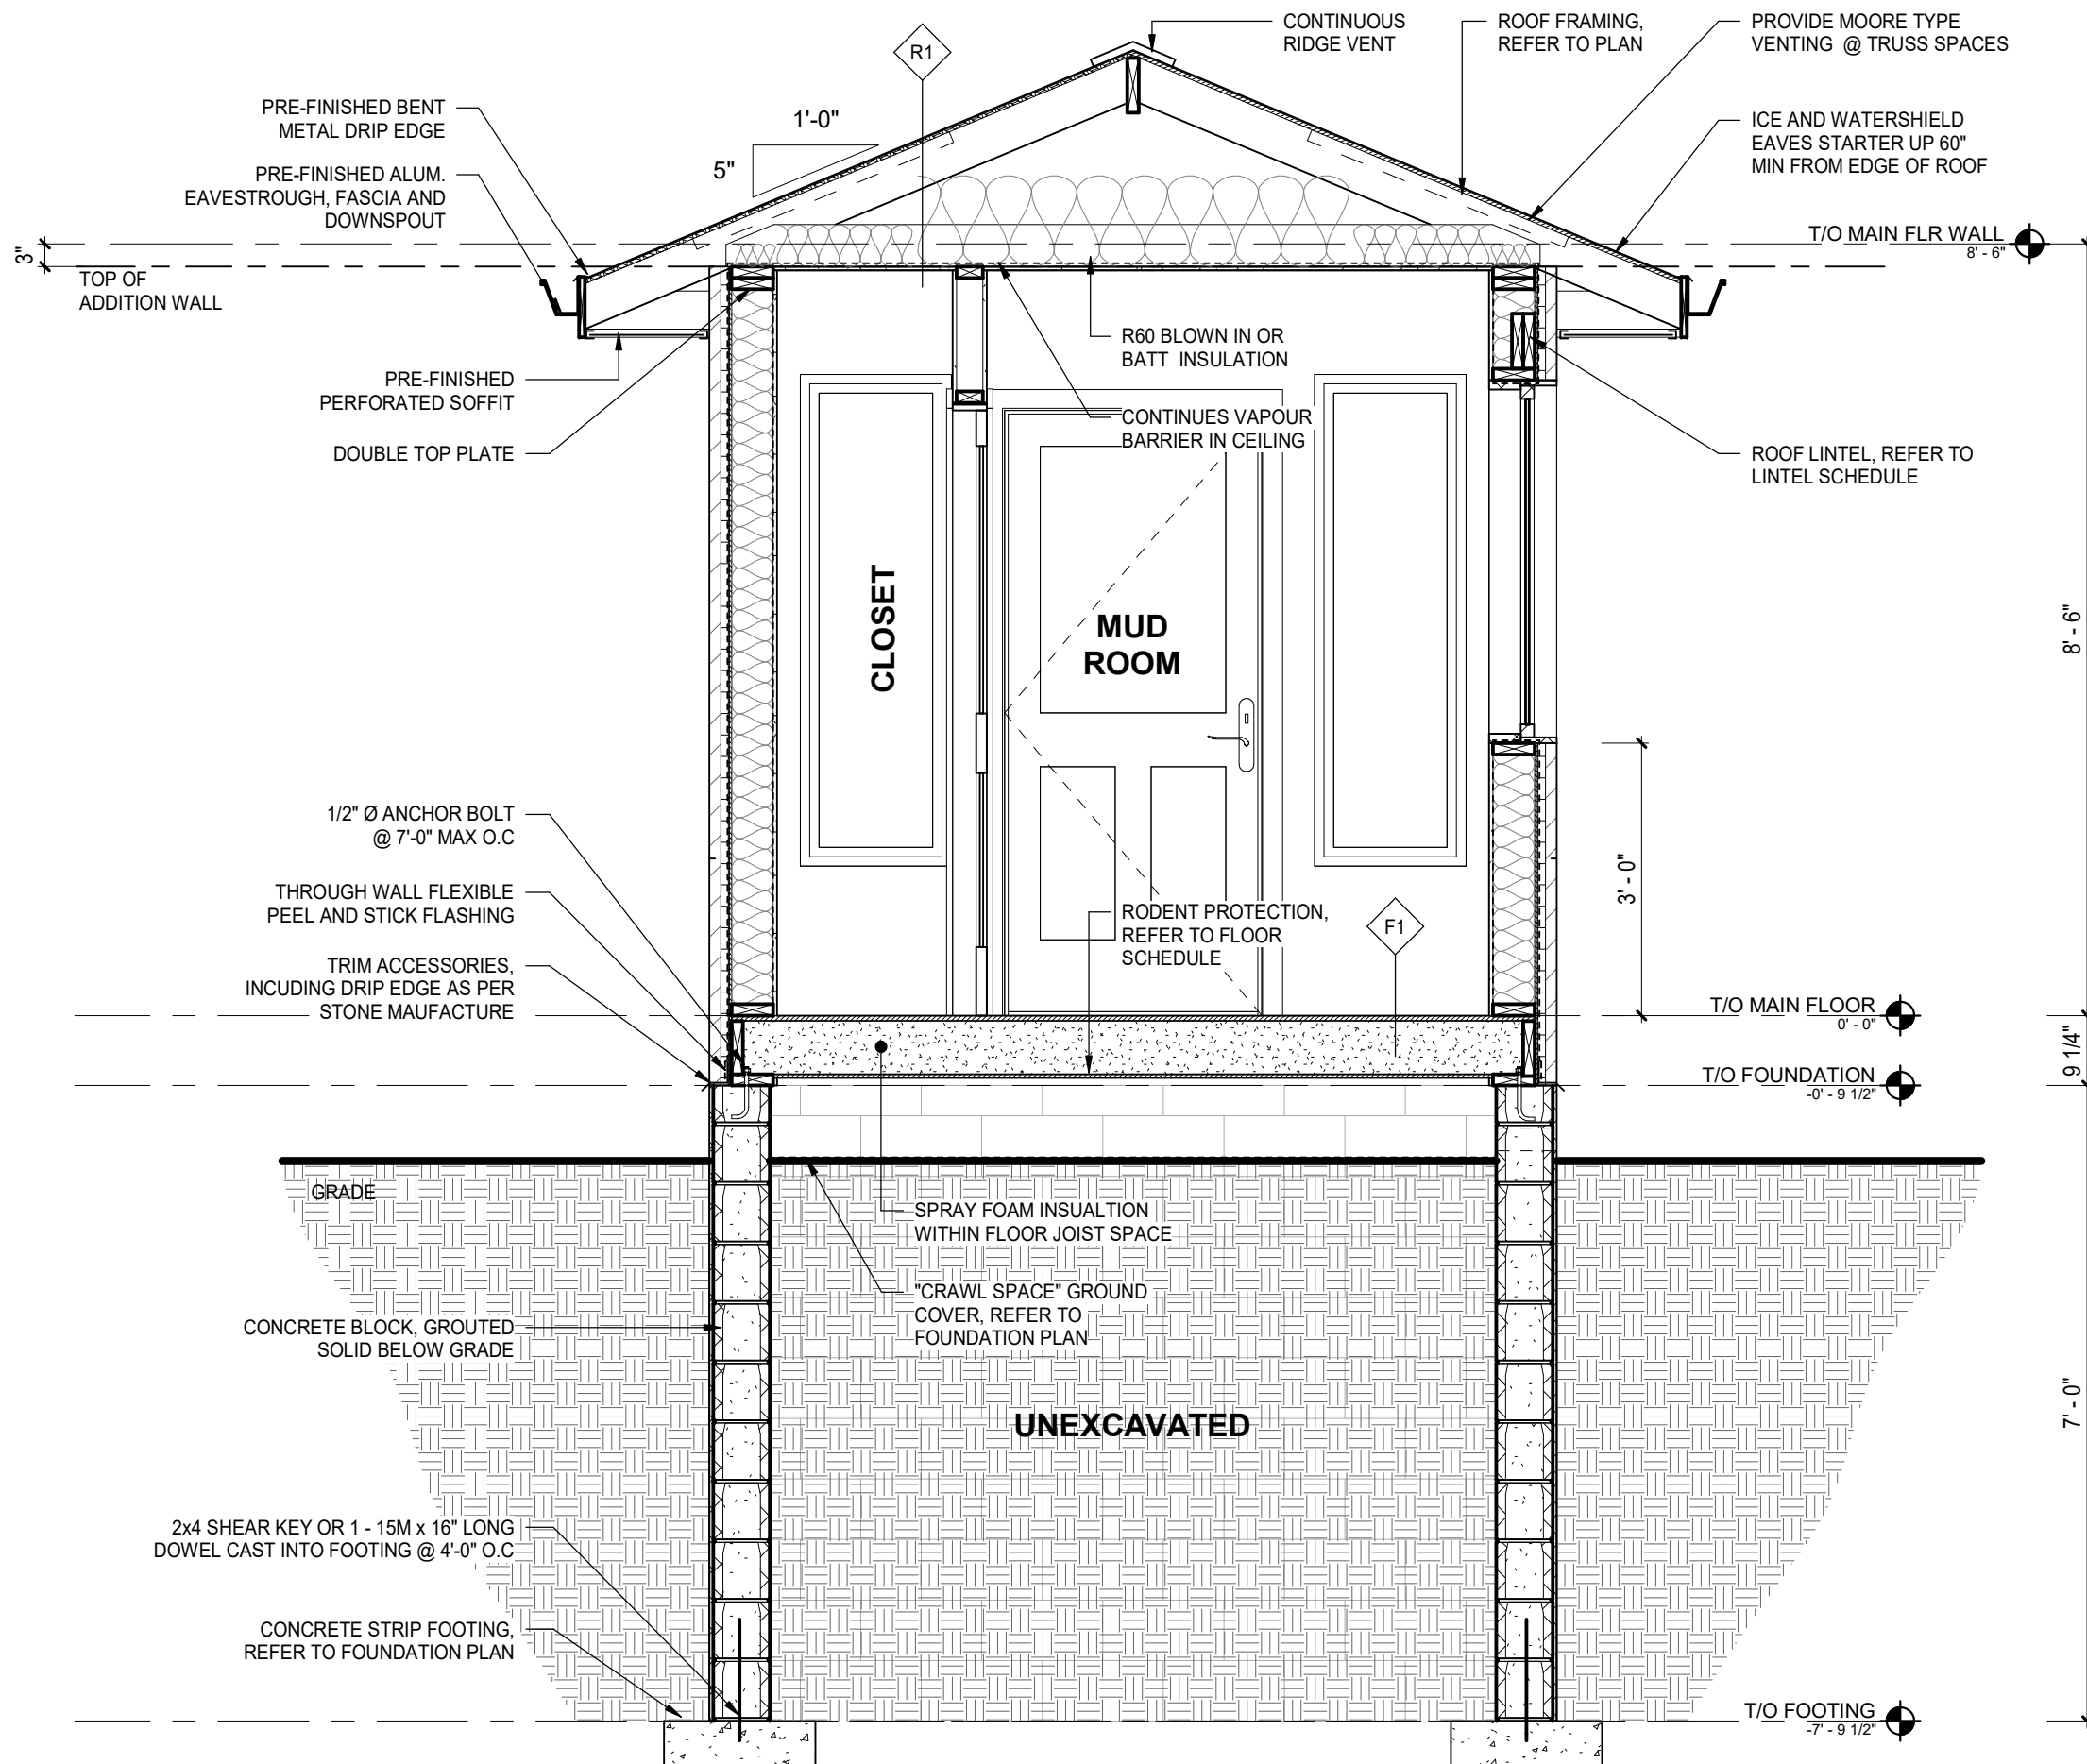 CONTINUOUS
RIDGE VENT
ROOF FRAMING,
REFER TO PLAN
PROVIDE MOORE TYPE
VENTING @ TRUSS SPACES
R1
PRE-FINISHED BENT
METAL DRIP EDGE
1'-0"
5"
ICE AND WATERSHIELD
EAVES STARTER UP 60"
MIN FROM EDGE OF ROOF
PRE-FINISHED ALUM.
EAVESTROUGH, FASCIA AND
DOWNSPOUT
3"
TOP OF
ADDITION WALL
T/O MAIN FLR WALL
8' - 6"
R60 BLOWN IN OR
BATT INSULATION
PRE-FINISHED
PERFORATED SOFFIT
CONTINUES VAPOUR
BARRIER IN CEILING
DOUBLE TOP PLATE
ROOF LINTEL, REFER TO
LINTEL SCHEDULE
CLOSET
MUD
ROOM
8' - 6"
1/2" Ø ANCHOR BOLT
@ 7'-0" MAX O.C
THROUGH WALL FLEXIBLE
PEEL AND STICK FLASHING
3' - 0"
RODENT PROTECTION,
REFER TO FLOOR
SCHEDULE
F1
TRIM ACCESSORIES,
INCUDING DRIP EDGE AS PER
STONE MAUFACTURE
T/O MAIN FLOOR
0' - 0"
9 1/4"
T/O FOUNDATION
-0' - 9 1/2"
GRADE
SPRAY FOAM INSUALTION
WITHIN FLOOR JOIST SPACE
"CRAWL SPACE" GROUND
COVER, REFER TO
FOUNDATION PLAN
CONCRETE BLOCK, GROUTED
SOLID BELOW GRADE
UNEXCAVATED
7' - 0"
2x4 SHEAR KEY OR 1 - 15M x 16" LONG
DOWEL CAST INTO FOOTING @ 4'-0" O.C
CONCRETE STRIP FOOTING,
REFER TO FOUNDATION PLAN
T/O FOOTING
-7' - 9 1/2"